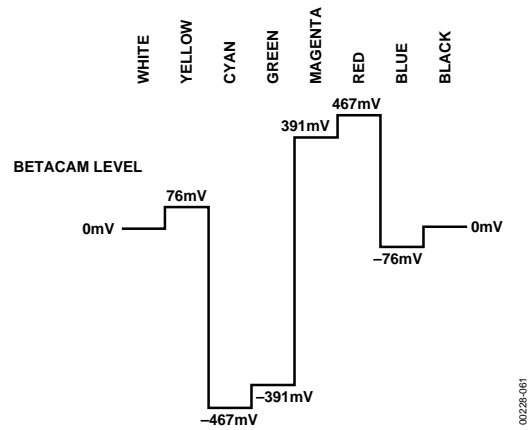 WHITE
YELLOW
CYAN
GREEN
MAGENTA
RED
BLUE
BLACK
467mV
391mV
BETACAM LEVEL
76mV
0mV
0mV
–76mV
–391mV
–467mV
00228-061